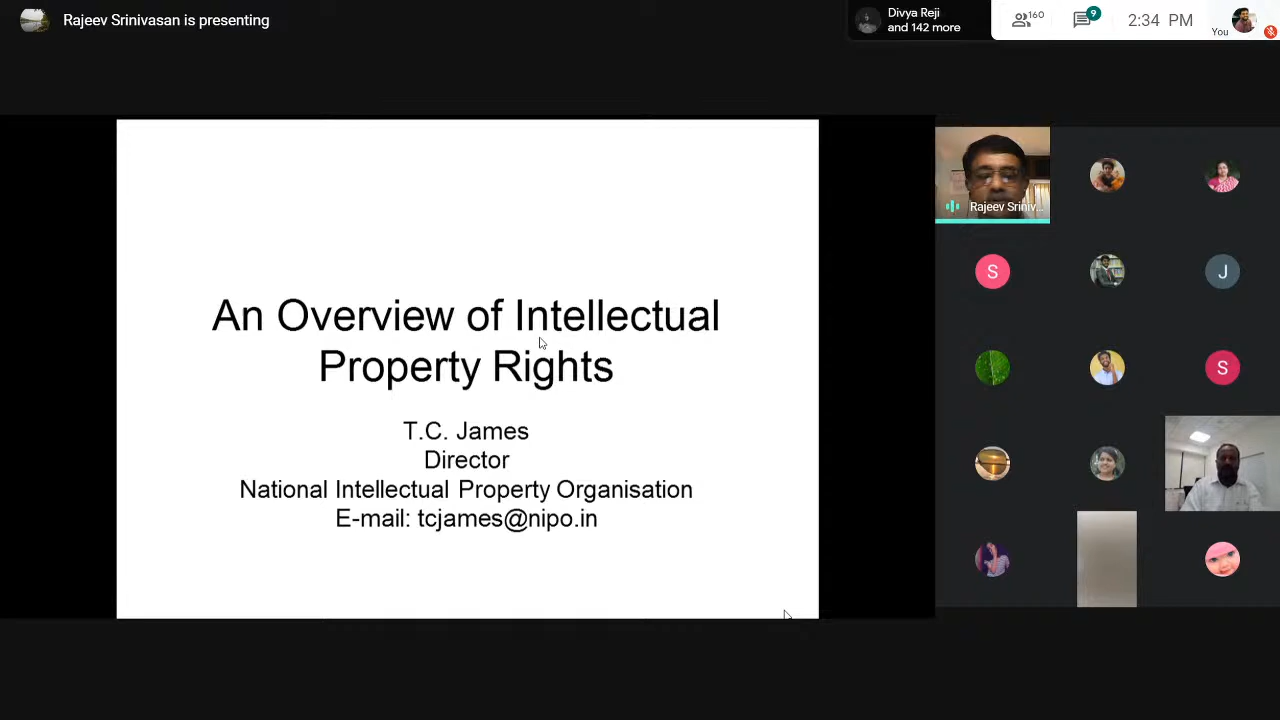 Rajeev Srinivasan is presenting
Divya Reji
and 142 more
160
9
2:34 PM
You
An Overview of Intellectual
Property Rights
T.C. James
Director
National Intellectual Property Organisation
E-mail: tcjames@nipo.in
Rajeev Sriniv...
S
J
S